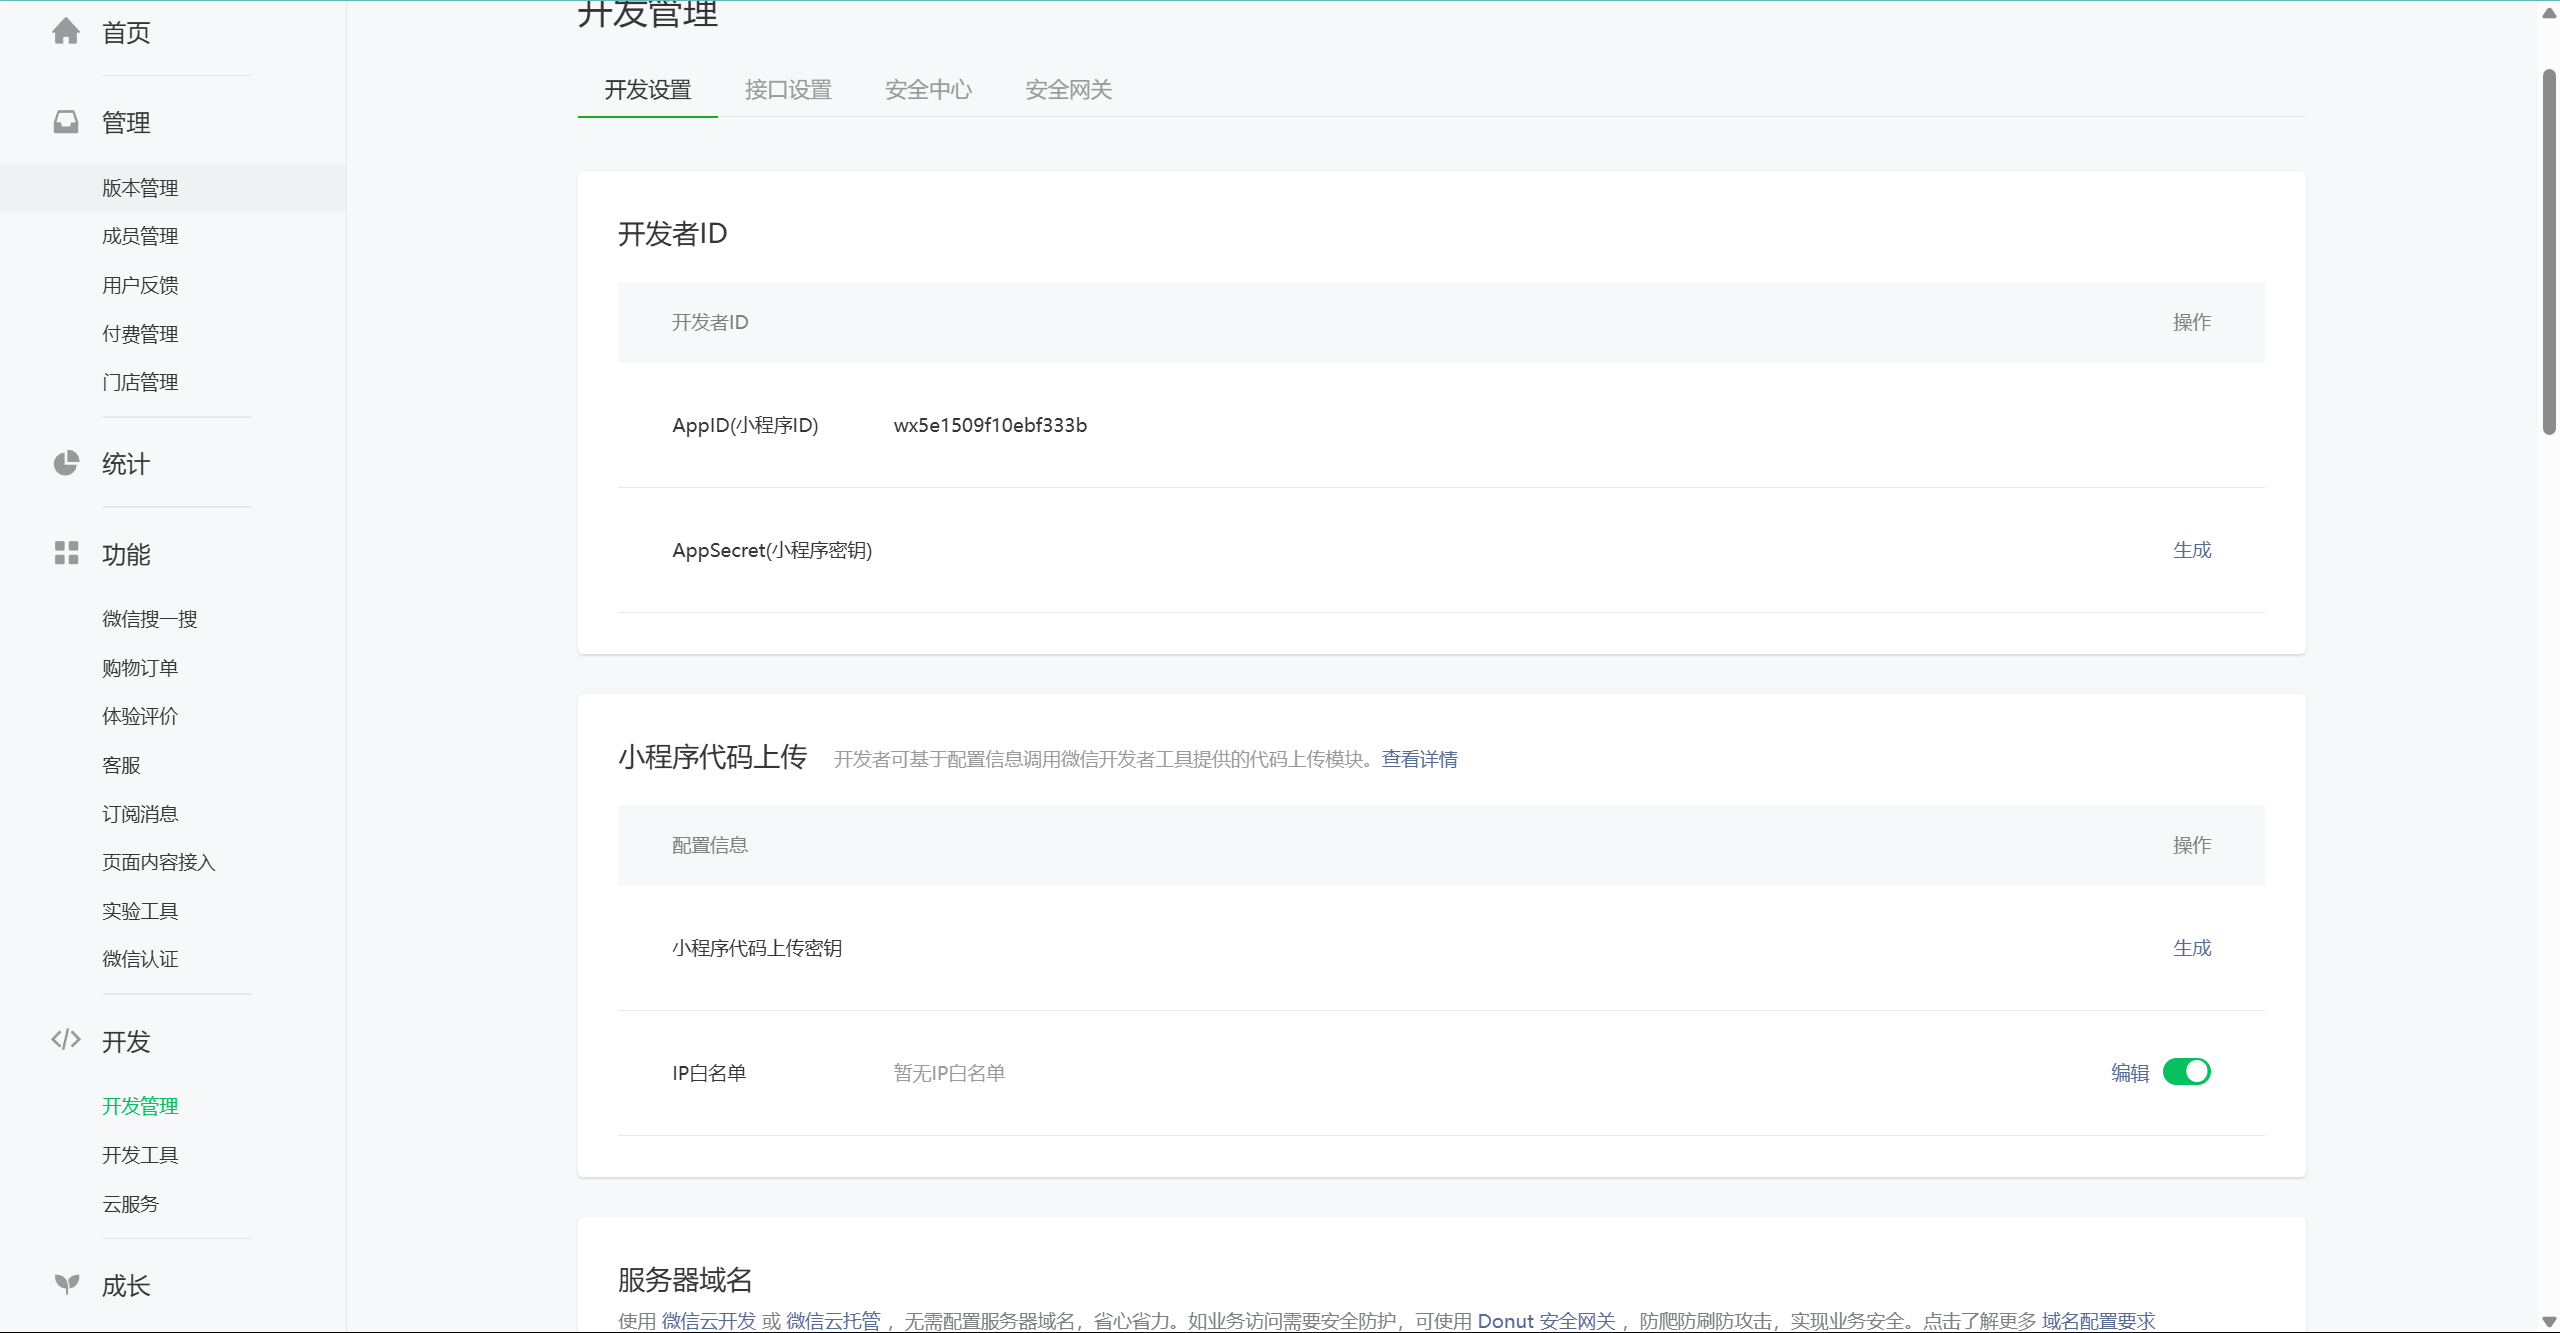 首页
管理
版本管理
成员管理
用户反馈
付费管理
门店管理
统计
功能
微信搜一搜
购物订单
体验评价
客服
订阅消息
页面内容接入
实验工具
微信认证
开发
开发管理
开发工具
云服务
成长
开发管理
开发设置 接口设置 安全中心 安全网关
开发者ID
开发者ID 操作
AppID(小程序ID) wx5e1509f10ebf333b
AppSecret(小程序密钥) 生成
小程序代码上传 开发者可基于配置信息调用微信开发者工具提供的代码上传模块。查看详情
配置信息 操作
小程序代码上传密钥 生成
IP白名单 暂无IP白名单 编辑
服务器域名
使用 微信云开发 或 微信云托管 ，无需配置服务器域名，省心省力。如业务访问需要安全防护，可使用 Donut 安全网关 ，防爬防刷防攻击，实现业务安全。点击了解更多 域名配置要求